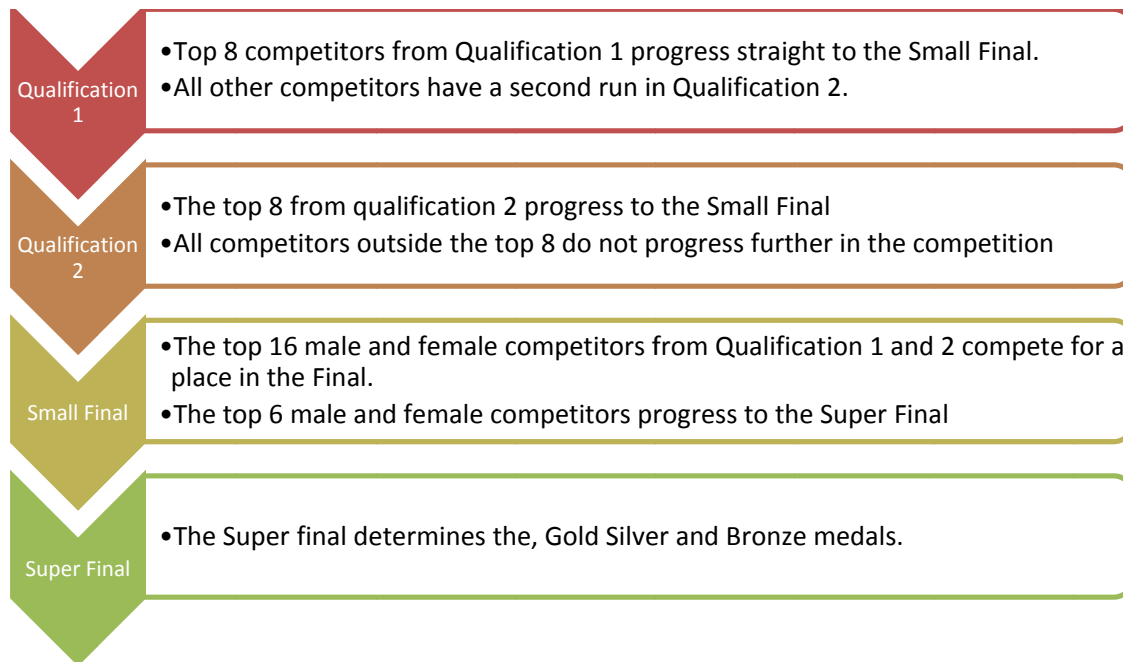 Qualification
1
•Top 8 competitors from Qualification 1 progress straight to the Small Final.
•All other competitors have a second run in Qualification 2.
Qualification
2
•The top 8 from qualification 2 progress to the Small Final
•All competitors outside the top 8 do not progress further in the competition
Small Final
•The top 16 male and female competitors from Qualification 1 and 2 compete for a
place in the Final.
•The top 6 male and female competitors progress to the Super Final
Super Final
•The Super final determines the, Gold Silver and Bronze medals.